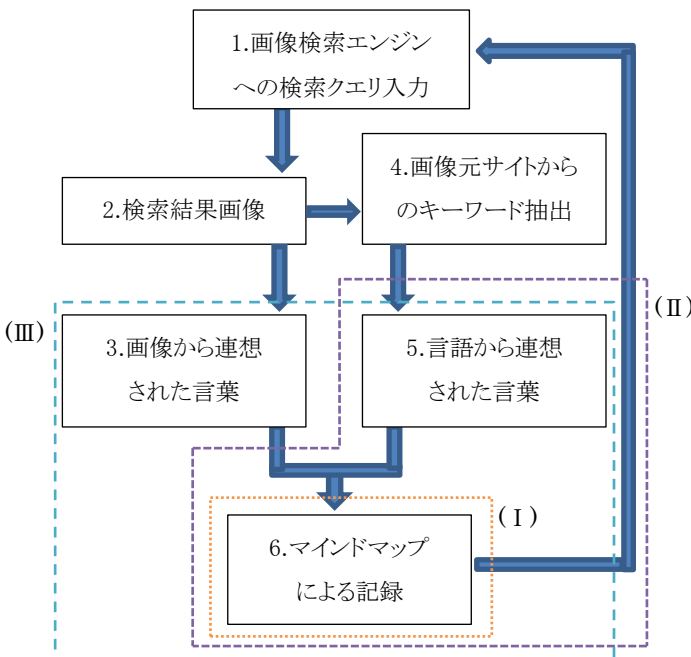 1.画像検索エンジン
への検索クエリ入力
4.画像元サイトから
のキーワード抽出
2.検索結果画像
(Ⅲ)
(Ⅱ)
3.画像から連想
された言葉
5.言語から連想
された言葉
(Ⅰ)
6.マインドマップ
による記録